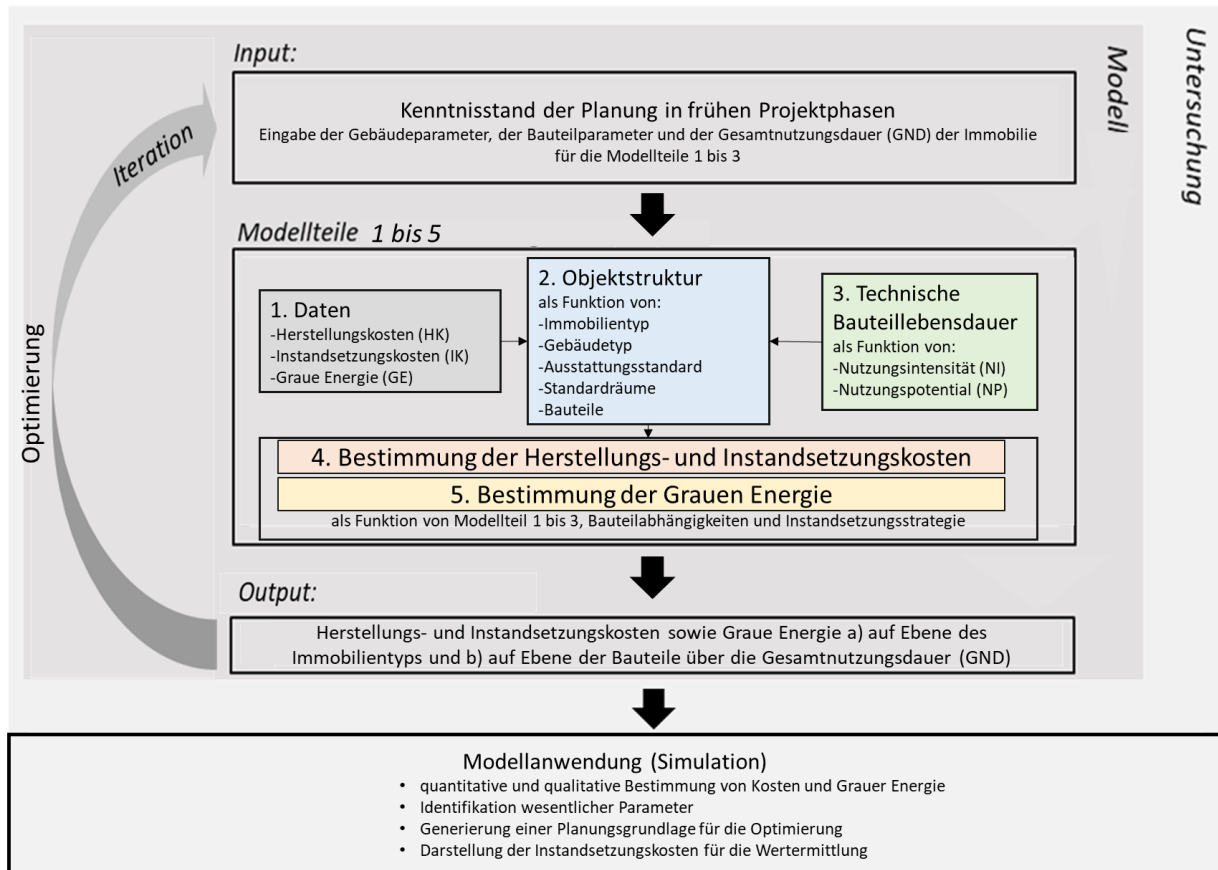 Untersuchung
Modell
Input:
Kenntnisstand der Planung in frühen Projektphasen
Eingabe der Gebäudeparameter, der Bauteilparameter und der Gesamtnutzungsdauer (GND) der Immobilie
für die Modellteile 1 bis 3
Iteration
Optimierung
Modellteile 1 bis 5
1. Daten
-Herstellungskosten (HK)
-Instandsetzungskosten (IK)
-Graue Energie (GE)
2. Objektstruktur
als Funktion von:
-Immobilientyp
-Gebäudetyp
-Ausstattungsstandard
-Standardräume
-Bauteile
3. Technische
Bauteillebensdauer
als Funktion von:
-Nutzungsintensität (NI)
-Nutzungspotential (NP)
4. Bestimmung der Herstellungs- und Instandsetzungskosten
5. Bestimmung der Grauen Energie
als Funktion von Modellteil 1 bis 3, Bauteilabhängigkeiten und Instandsetzungsstrategie
Output:
Herstellungs- und Instandsetzungskosten sowie Graue Energie a) auf Ebene des
Immobilientyps und b) auf Ebene der Bauteile über die Gesamtnutzungsdauer (GND)
Modellanwendung (Simulation)
• quantitative und qualitative Bestimmung von Kosten und Grauer Energie
• Identifikation wesentlicher Parameter
• Generierung einer Planungsgrundlage für die Optimierung
• Darstellung der Instandsetzungskosten für die Wertermittlung